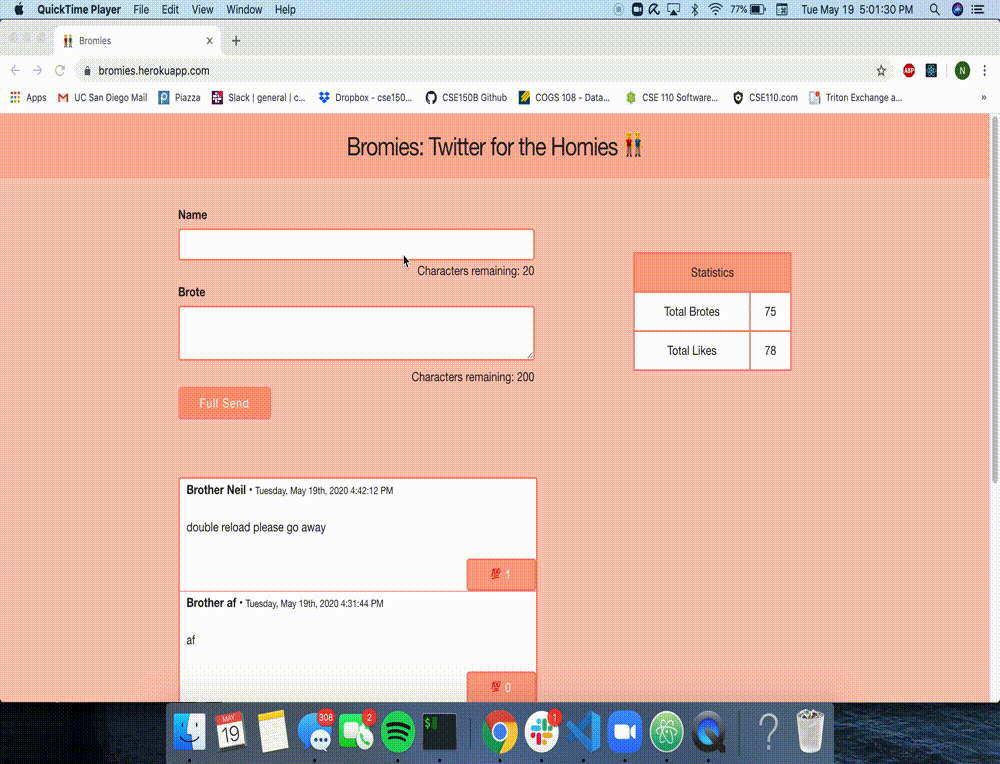 QuickTime Player File Edit View Window Help 77% Tue May 19 5:01:30 PM
Bromies
bromies.herokuapp.com ABP N
Apps UC San Diego Mail Piazza Slack | general | c... Dropbox - cse150... CSE150B Github COGS 108 - Data... CSE 110 Software... CSE110.com Triton Exchange a... »
Bromies: Twitter for the Homies
Name
Characters remaining: 20
Brote
Characters remaining: 200
Full Send
Statistics
Total Brotes 75
Total Likes 78
Brother Neil • Tuesday, May 19th, 2020 4:42:12 PM
double reload please go away
💯 1
Brother af • Tuesday, May 19th, 2020 4:31:44 PM
af
💯 0
MAY 19 308 2 $ 1 ?